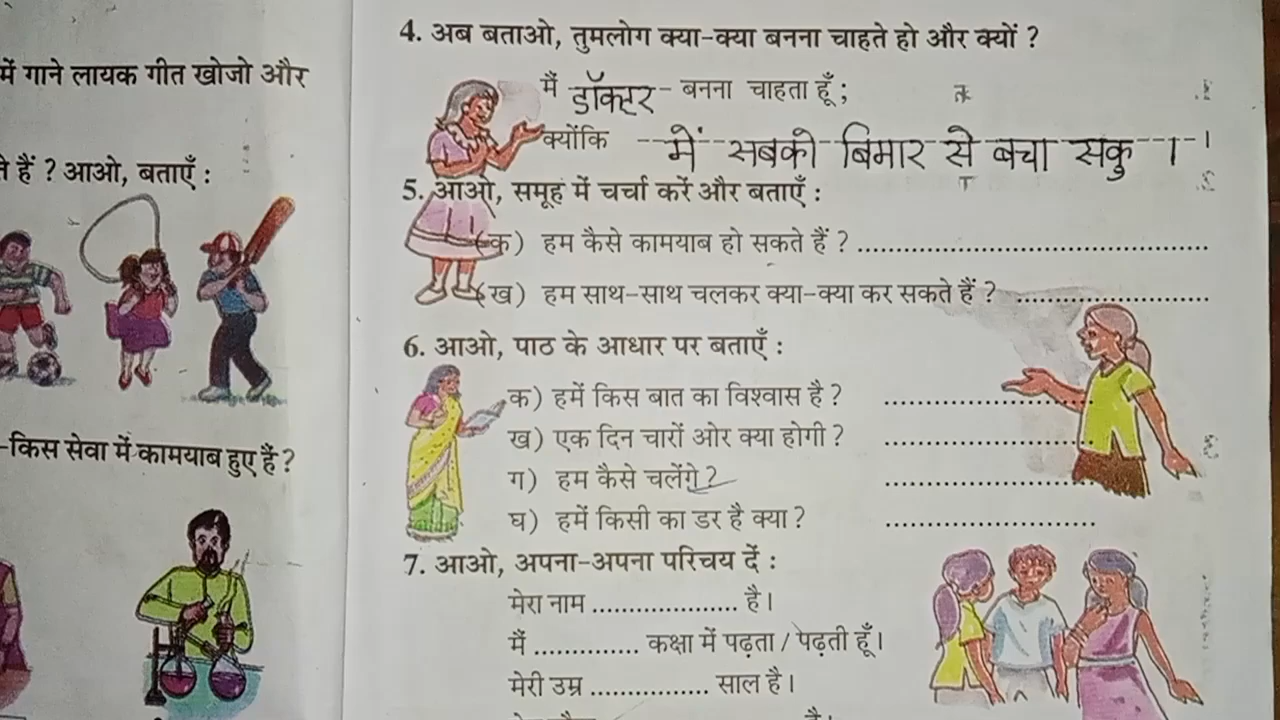 में गाने लायक गीत खोजो और
ते हैं ? आओ, बताएँ :
-किस सेवा में कामयाब हुए हैं?
4. अब बताओ, तुमलोग क्या-क्या बनना चाहते हो और क्यों ?
मैं डॉक्टर बनना चाहता हूँ ;
क्योंकि में सबको बिमार से बचा सकु । ।
5. आओ, समूह में चर्चा करें और बताएँ :
(क) हम कैसे कामयाब हो सकते हैं ? ....................................................
(ख) हम साथ-साथ चलकर क्या-क्या कर सकते हैं ? ............................
6. आओ, पाठ के आधार पर बताएँ :
क) हमें किस बात का विश्वास है ? ..............................
ख) एक दिन चारों ओर क्या होगी ? ..............................
ग) हम कैसे चलेंगे ? ..............................
घ) हमें किसी का डर है क्या ? ..............................
7. आओ, अपना-अपना परिचय दें :
मेरा नाम ..................... है।
मैं ............... कक्षा में पढ़ता / पढ़ती हूँ।
मेरी उम्र ................. साल है।